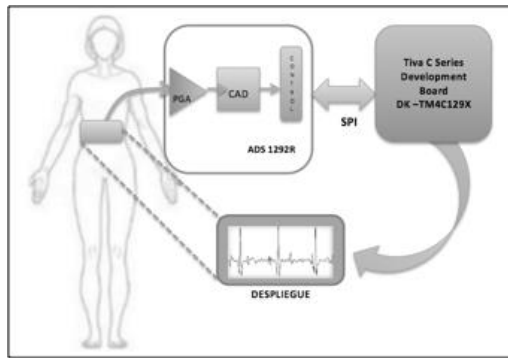 PGA
CAD
CONTROL
ADS 1292R
SPI
Tiva C Series
Development
Board
DK –TM4C129X
DESPLIEGUE